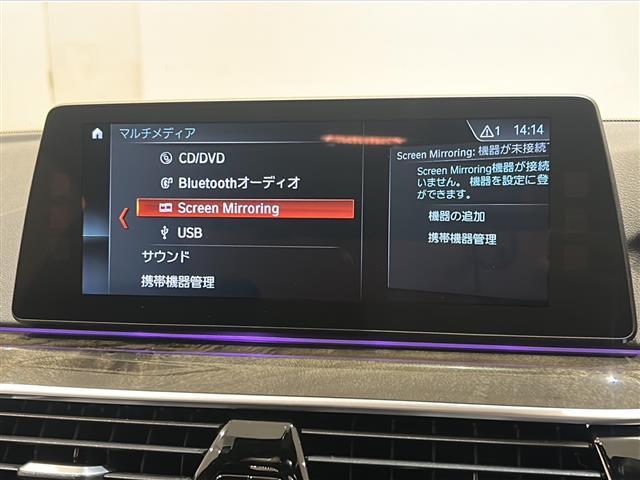 マルチメディア
1 14:14
CD/DVD
Bluetoothオーディオ
Screen Mirroring
USB
サウンド
携帯機器管理
Screen Mirroring: 機器が未接続
Screen Mirroring機器が接続
いません。機器を設定に登
ができます。
機器の追加
携帯機器管理